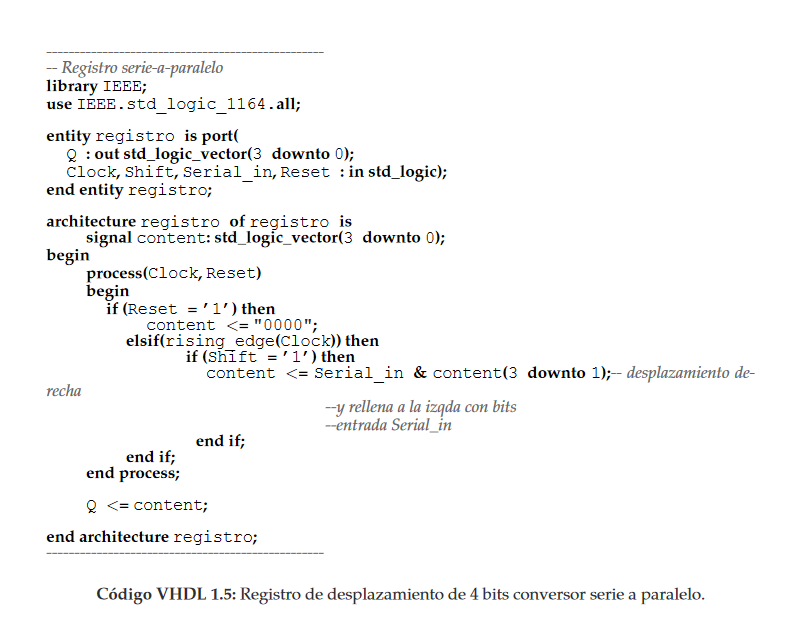 -- Registro serie-a-paralelo
library IEEE;
use IEEE.std_logic_1164.all;
entity registro is port(
Q : out std_logic_vector(3 downto 0);
Clock, Shift, Serial_in, Reset : in std_logic);
end entity registro;
architecture registro of registro is
signal content: std_logic_vector(3 downto 0);
begin
process(Clock, Reset)
begin
if (Reset = '1') then
content <= "0000";
elsif(rising_edge(Clock)) then
if (Shift = '1') then
content <= Serial_in & content(3 downto 1);-- desplazamiento de-
recha
--y rellena a la izqda con bits
--entrada Serial_in
end if;
end if;
end process;
Q <= content;
end architecture registro;
Código VHDL 1.5: Registro de desplazamiento de 4 bits conversor serie a paralelo.